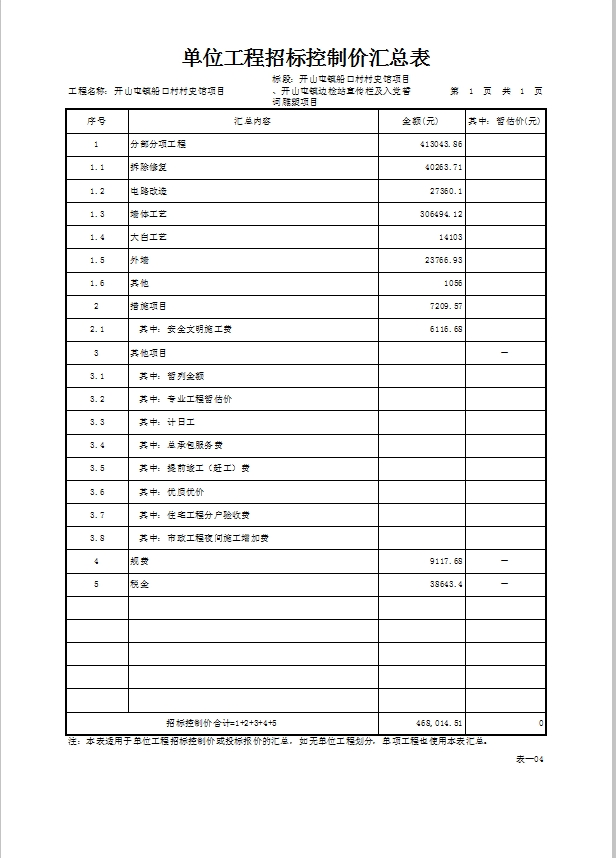 单位工程招标控制价汇总表
标段：开山屯镇船口村村史馆项目
工程名称：开山屯镇船口村村史馆项目 、开山屯镇边检站宣传栏及入党誓 第 1 页 共 1 页
词雕塑项目
序号 汇总内容 金额(元) 其中：暂估价(元)
1 分部分项工程 413043.86
1.1 拆除修复 40263.71
1.2 电路改造 27360.1
1.3 墙体工艺 306494.12
1.4 大白工艺 14103
1.5 外墙 23766.93
1.6 其他 1056
2 措施项目 7209.57
2.1 其中：安全文明施工费 6116.68
3 其他项目 —
3.1 其中：暂列金额
3.2 其中：专业工程暂估价
3.3 其中：计日工
3.4 其中：总承包服务费
3.5 其中：提前竣工（赶工）费
3.6 其中：优质优价
3.7 其中：住宅工程分户验收费
3.8 其中：市政工程夜间施工增加费
4 规费 9117.68 —
5 税金 38643.4 —
招标控制价合计=1+2+3+4+5 468,014.51 0
注：本表适用于单位工程招标控制价或投标报价的汇总，如无单位工程划分，单项工程也使用本表汇总。
表—04